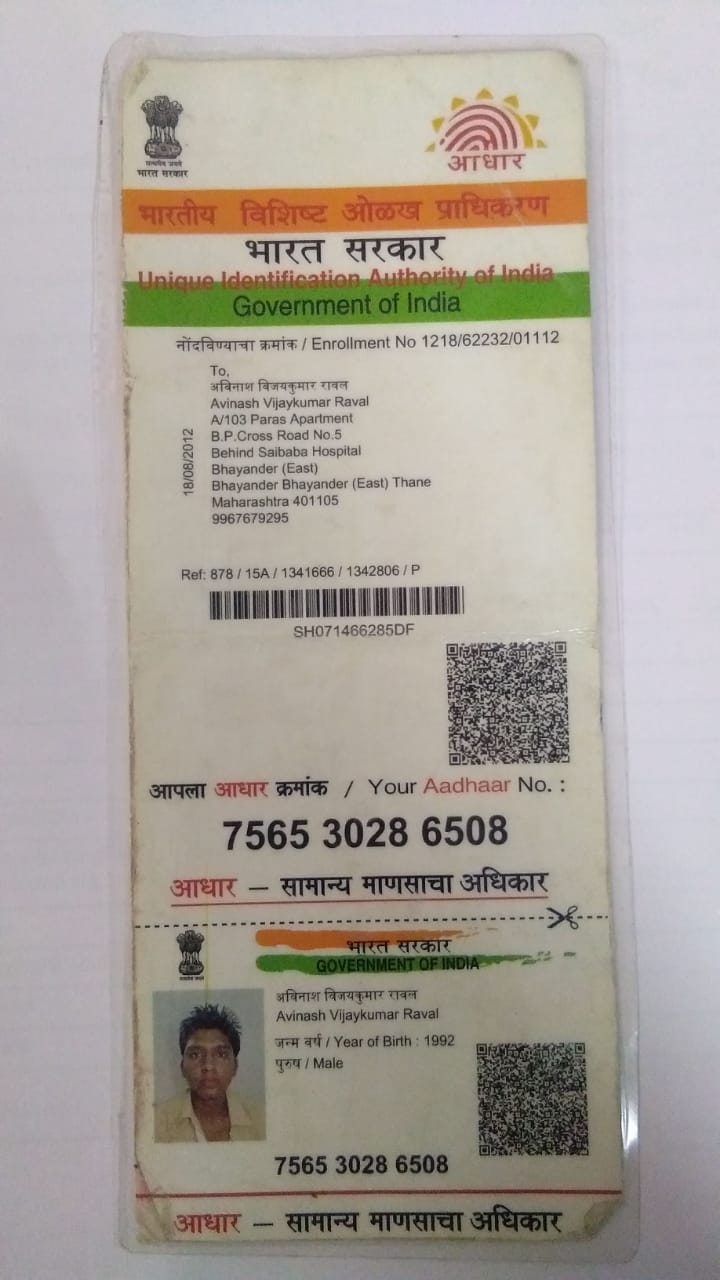 सत्यमेव जयते
भारत सरकार
आधार
भारतीय विशिष्ट ओळख प्राधिकरण
भारत सरकार
Unique Identification Authority of India
Government of India
नोंदविण्याचा क्रमांक / Enrollment No 1218/62232/01112
To,
अविनाश विजयकुमार रावल
Avinash Vijaykumar Raval
A/103 Paras Apartment
B.P.Cross Road No.5
Behind Saibaba Hospital
Bhayander (East)
Bhayander Bhayander (East) Thane
Maharashtra 401105
9967679295
18/08/2012
Ref: 878 / 15A / 1341666 / 1342806 / P
SH071466285DF
आपला आधार क्रमांक / Your Aadhaar No. :
7565 3028 6508
आधार – सामान्य माणसाचा अधिकार
भारत सरकार
GOVERNMENT OF INDIA
सत्यमेव जयते
अविनाश विजयकुमार रावल
Avinash Vijaykumar Raval
जन्म वर्ष / Year of Birth : 1992
पुरुष / Male
7565 3028 6508
आधार – सामान्य माणसाचा अधिकार